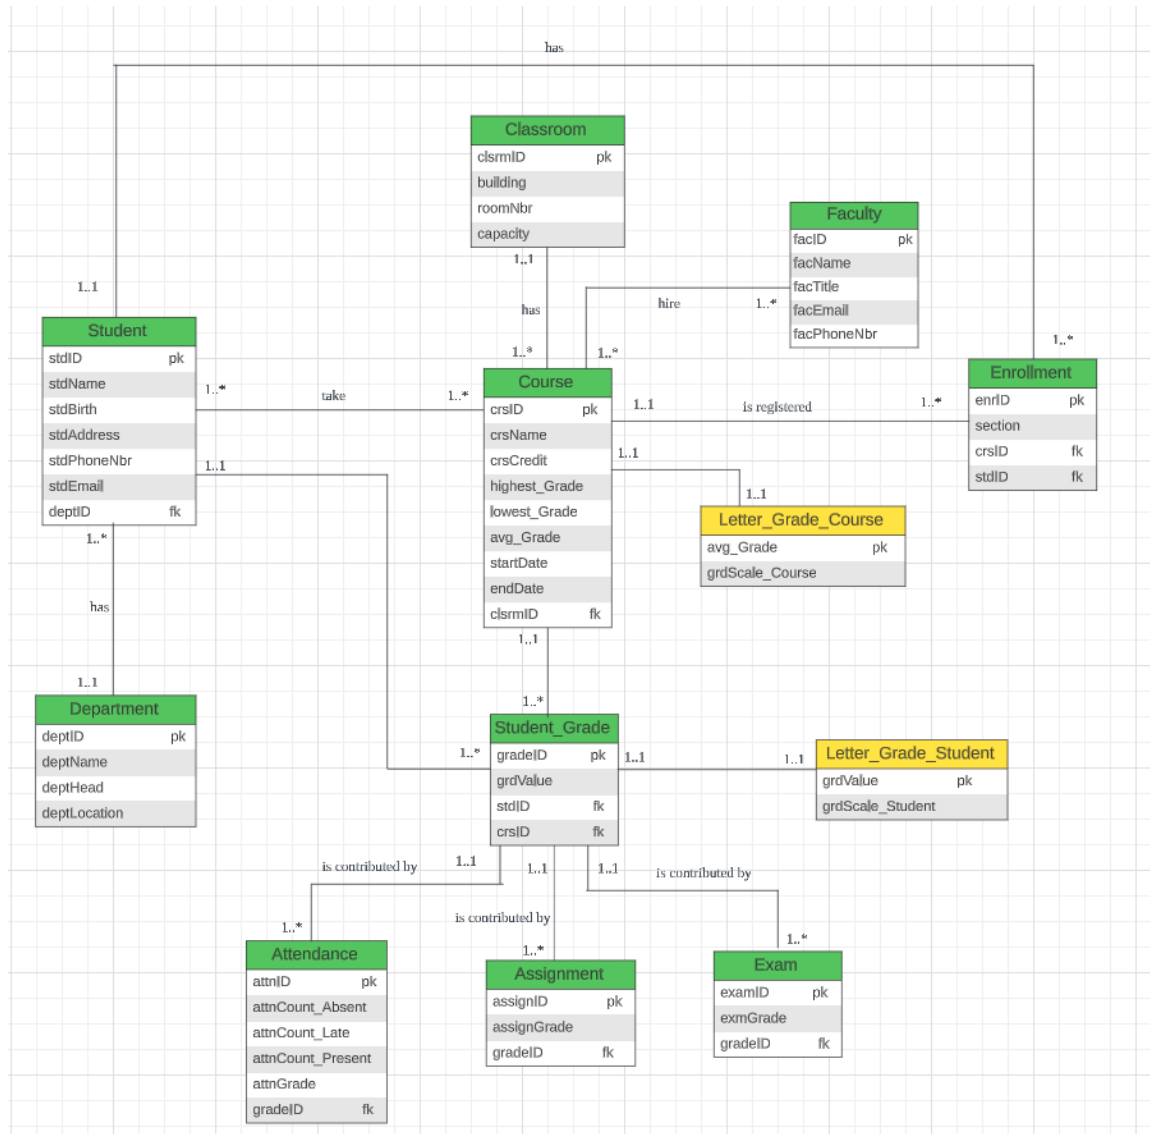 has
Classroom
clsrmID pk
building
roomNbr
capacity
1..1
has
1..*
Faculty
facID pk
facName
facTitle
facEmail
facPhoneNbr
hire
1..*
1..*
1..1
Student
stdID pk
stdName
stdBirth
stdAddress
stdPhoneNbr
stdEmail
deptID fk
1..*
take
1..*
1..1
Course
crsID pk
crsName
crsCredit
highest_Grade
lowest_Grade
avg_Grade
startDate
endDate
clsrmID fk
1..1
is registered
1..*
1..*
Enrollment
enrID pk
section
crsID fk
stdID fk
1..1
1..1
Letter_Grade_Course
avg_Grade pk
grdScale_Course
1..*
has
1..1
Department
deptID pk
deptName
deptHead
deptLocation
1..1
1..*
1..*
Student_Grade
gradeID pk
grdValue
stdID fk
crsID fk
1..1
1..1
Letter_Grade_Student
grdValue pk
grdScale_Student
is contributed by
1..1
1..1
1..1
is contributed by
is contributed by
1..*
1..*
1..*
Attendance
attnID pk
attnCount_Absent
attnCount_Late
attnCount_Present
attnGrade
gradeID fk
Assignment
assignID pk
assignGrade
gradeID fk
Exam
examID pk
exmGrade
gradeID fk